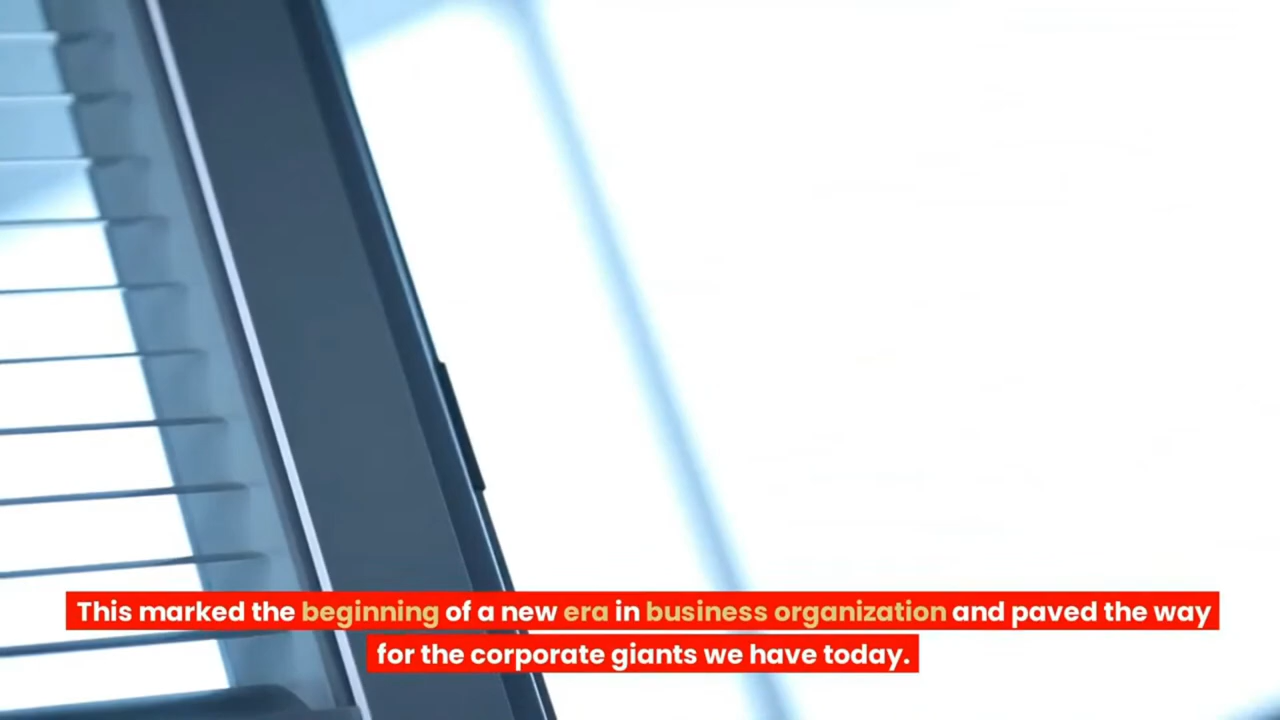 This marked the beginning of a new era in business organization and paved the way
for the corporate giants we have today.